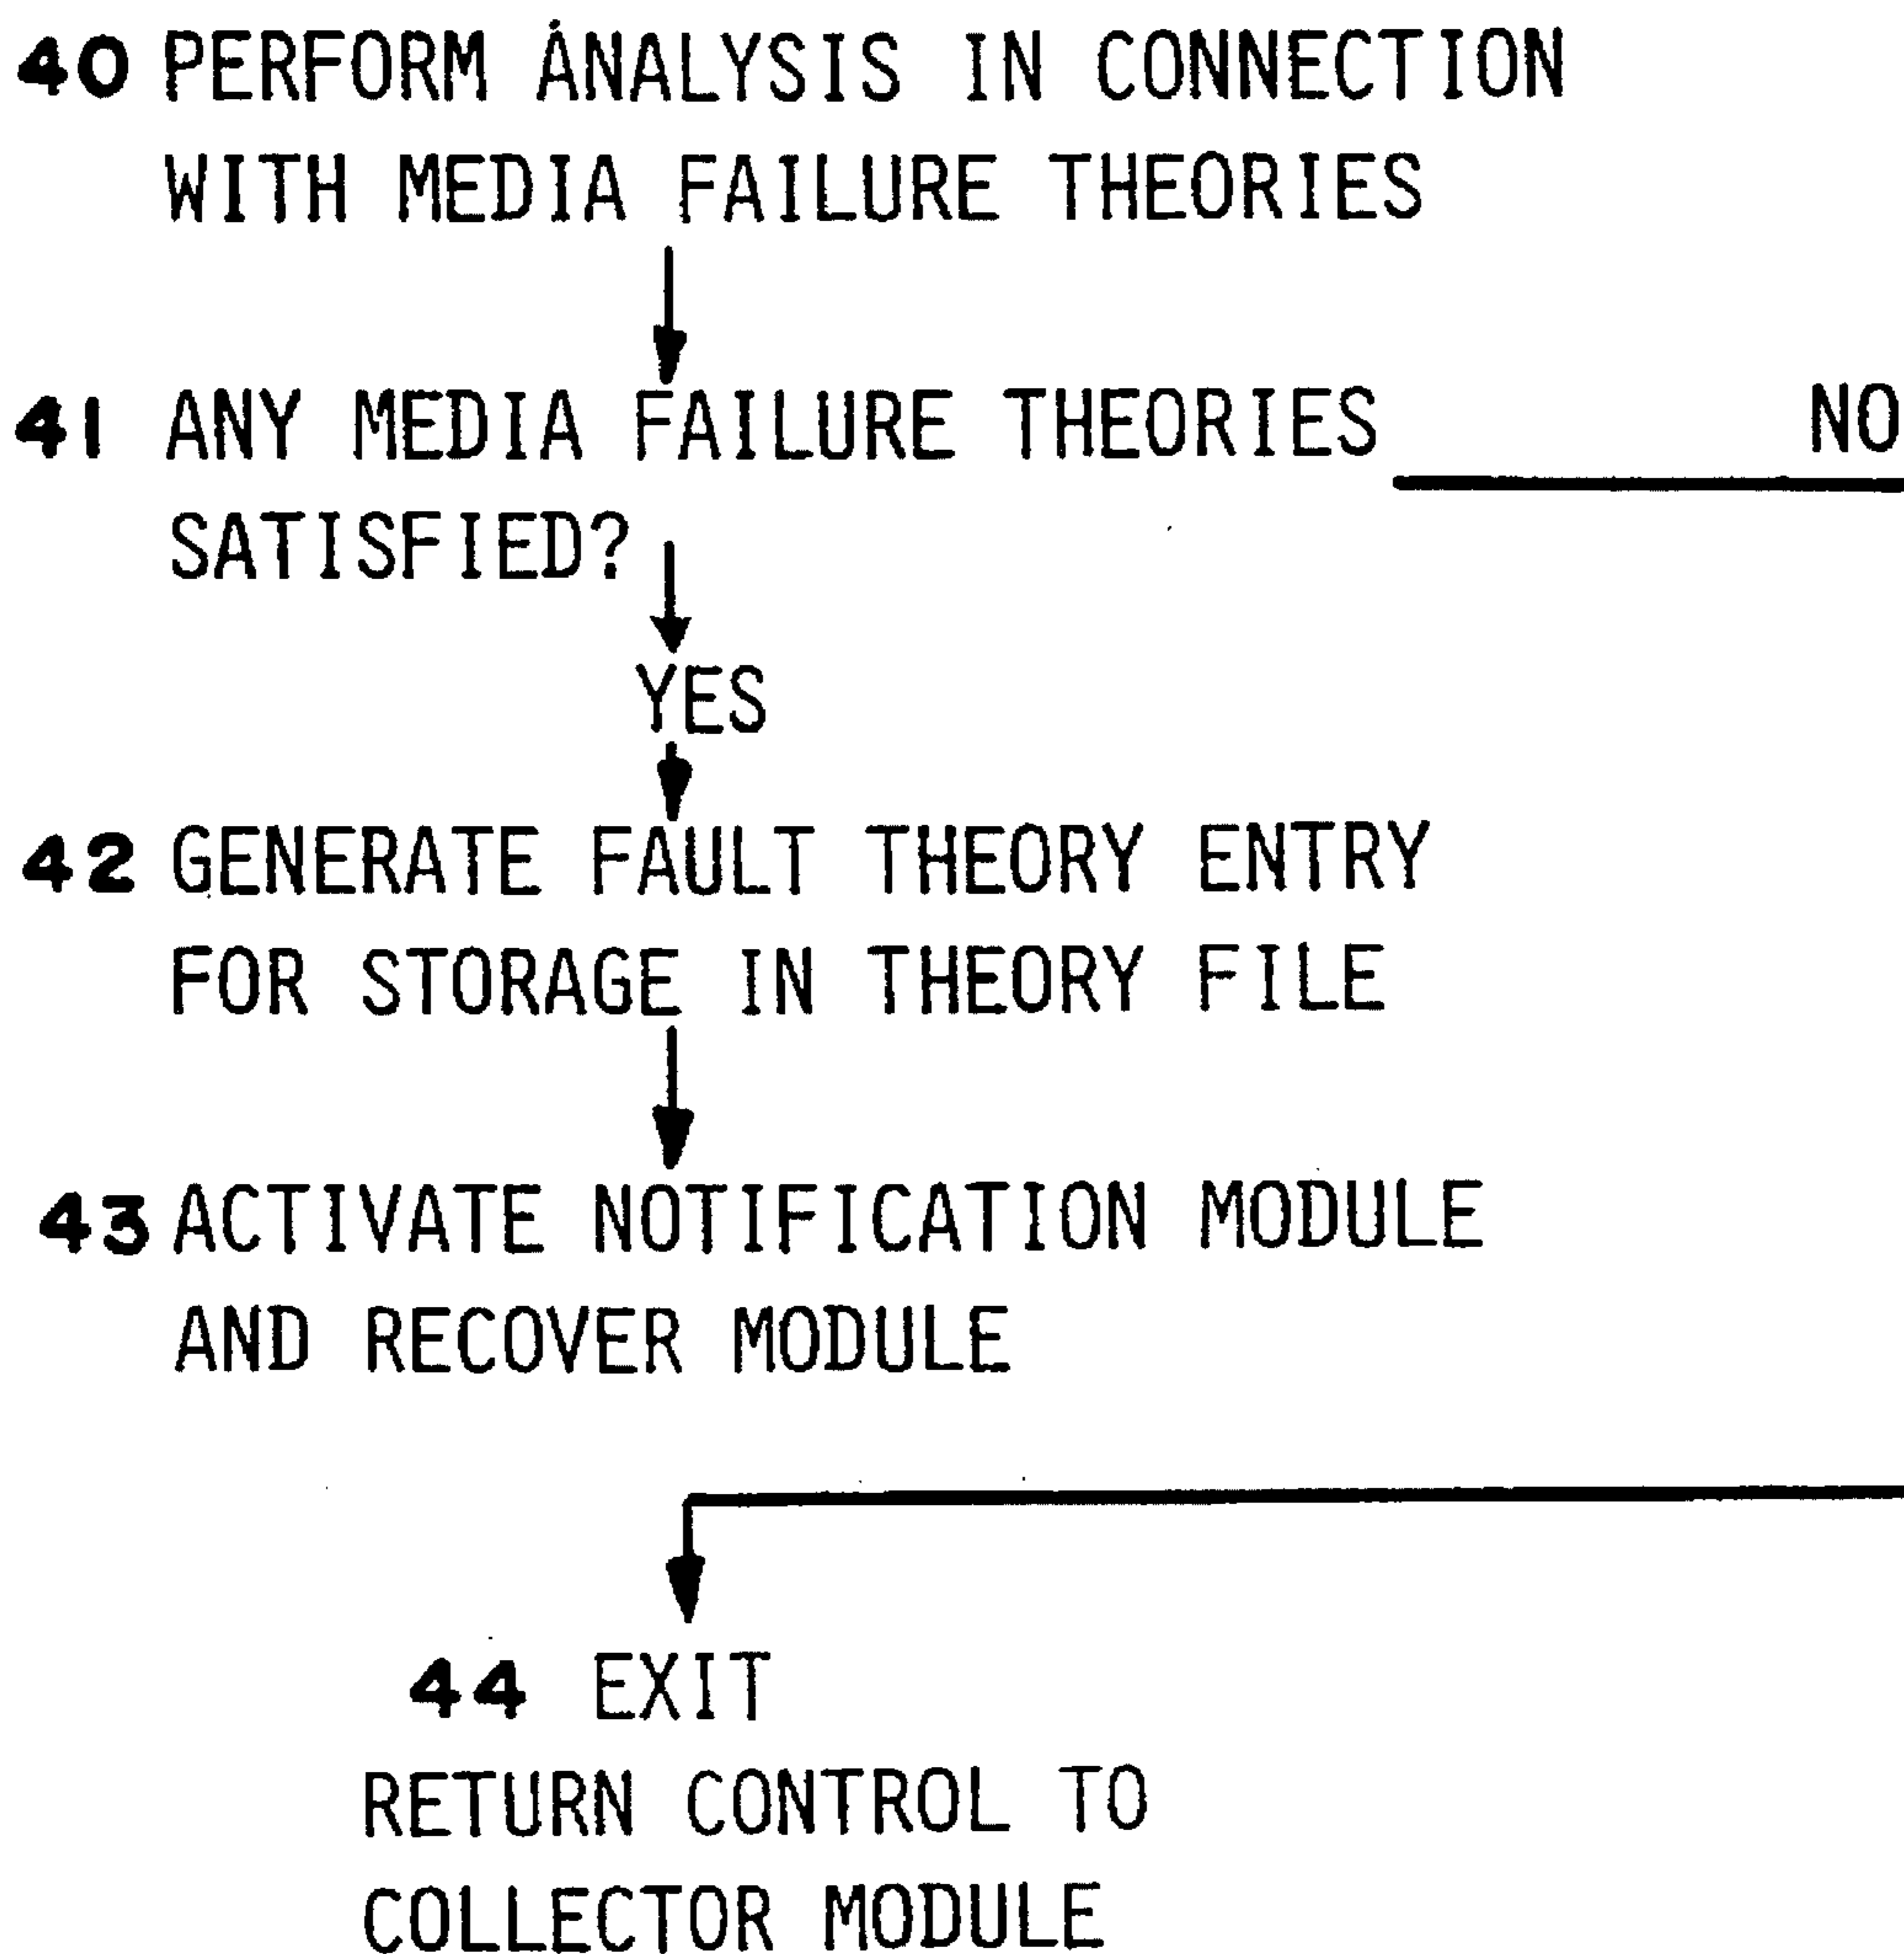 40 PERFORM ANALYSIS IN CONNECTION
WITH MEDIA FAILURE THEORIES
41 ANY MEDIA FAILURE THEORIES NO
SATISFIED?
YES
42 GENERATE FAULT THEORY ENTRY
FOR STORAGE IN THEORY FILE
43 ACTIVATE NOTIFICATION MODULE
AND RECOVER MODULE
44 EXIT
RETURN CONTROL TO
COLLECTOR MODULE